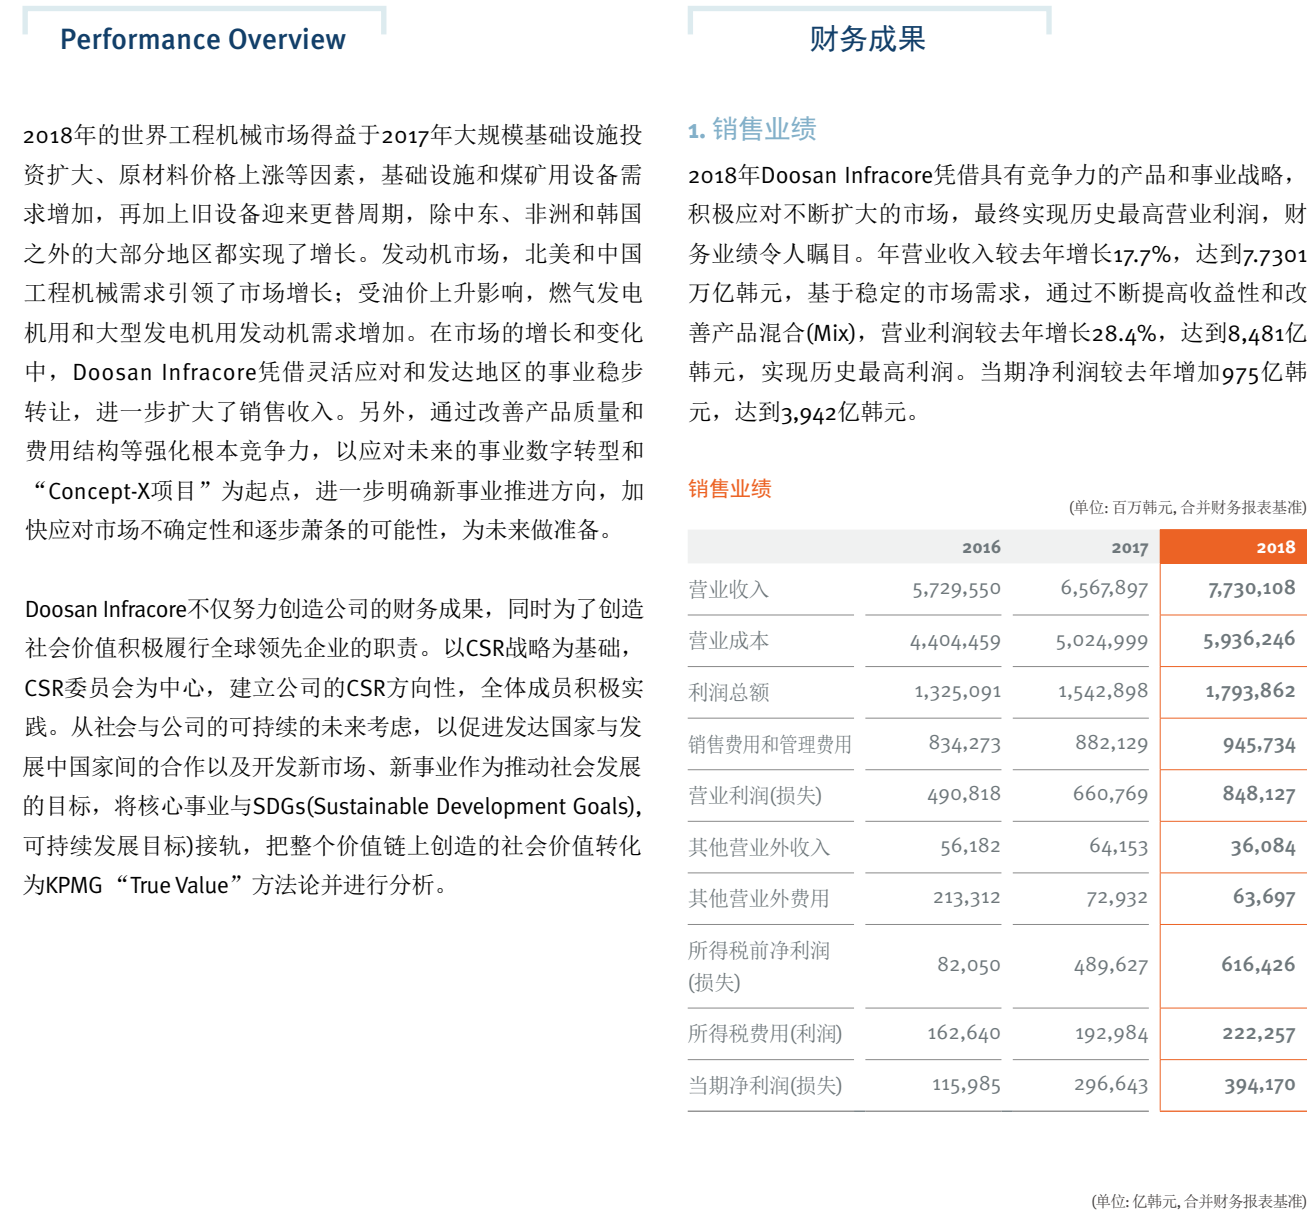 Performance Overview
2018年的世界工程机械市场得益于2017年大规模基础设施投
资扩大、原材料价格上涨等因素，基础设施和煤矿用设备需
求增加，再加上旧设备迎来更替周期，除中东、非洲和韩国
之外的大部分地区都实现了增长。发动机市场，北美和中国
工程机械需求引领了市场增长；受油价上升影响，燃气发电
机用和大型发电机用发动机需求增加。在市场的增长和变化
中，Doosan Infracore凭借灵活应对和发达地区的事业稳步
转让，进一步扩大了销售收入。另外，通过改善产品质量和
费用结构等强化根本竞争力，以应对未来的事业数字转型和
“Concept-X项目”为起点，进一步明确新事业推进方向，加
快应对市场不确定性和逐步萧条的可能性，为未来做准备。
Doosan Infracore不仅努力创造公司的财务成果，同时为了创造
社会价值积极履行全球领先企业的职责。以CSR战略为基础，
CSR委员会为中心，建立公司的CSR方向性，全体成员积极实
践。从社会与公司的可持续的未来考虑，以促进发达国家与发
展中国家间的合作以及开发新市场、新事业作为推动社会发展
的目标，将核心事业与SDGs(Sustainable Development Goals),
可持续发展目标)接轨，把整个价值链上创造的社会价值转化
为KPMG“True Value”方法论并进行分析。
财务成果
1. 销售业绩
2018年Doosan Infracore凭借具有竞争力的产品和事业战略，
积极应对不断扩大的市场，最终实现历史最高营业利润，财
务业绩令人瞩目。年营业收入较去年增长17.7%，达到7.7301
万亿韩元，基于稳定的市场需求，通过不断提高收益性和改
善产品混合(Mix)，营业利润较去年增长28.4%，达到8,481亿
韩元，实现历史最高利润。当期净利润较去年增加975亿韩
元，达到3,942亿韩元。
销售业绩
(单位: 百万韩元, 合并财务报表基准)
2016 2017 2018
营业收入 5,729,550 6,567,897 7,730,108
营业成本 4,404,459 5,024,999 5,936,246
利润总额 1,325,091 1,542,898 1,793,862
销售费用和管理费用 834,273 882,129 945,734
营业利润(损失) 490,818 660,769 848,127
其他营业外收入 56,182 64,153 36,084
其他营业外费用 213,312 72,932 63,697
所得税前净利润
(损失) 82,050 489,627 616,426
所得税费用(利润) 162,640 192,984 222,257
当期净利润(损失) 115,985 296,643 394,170
(单位: 亿韩元, 合并财务报表基准)